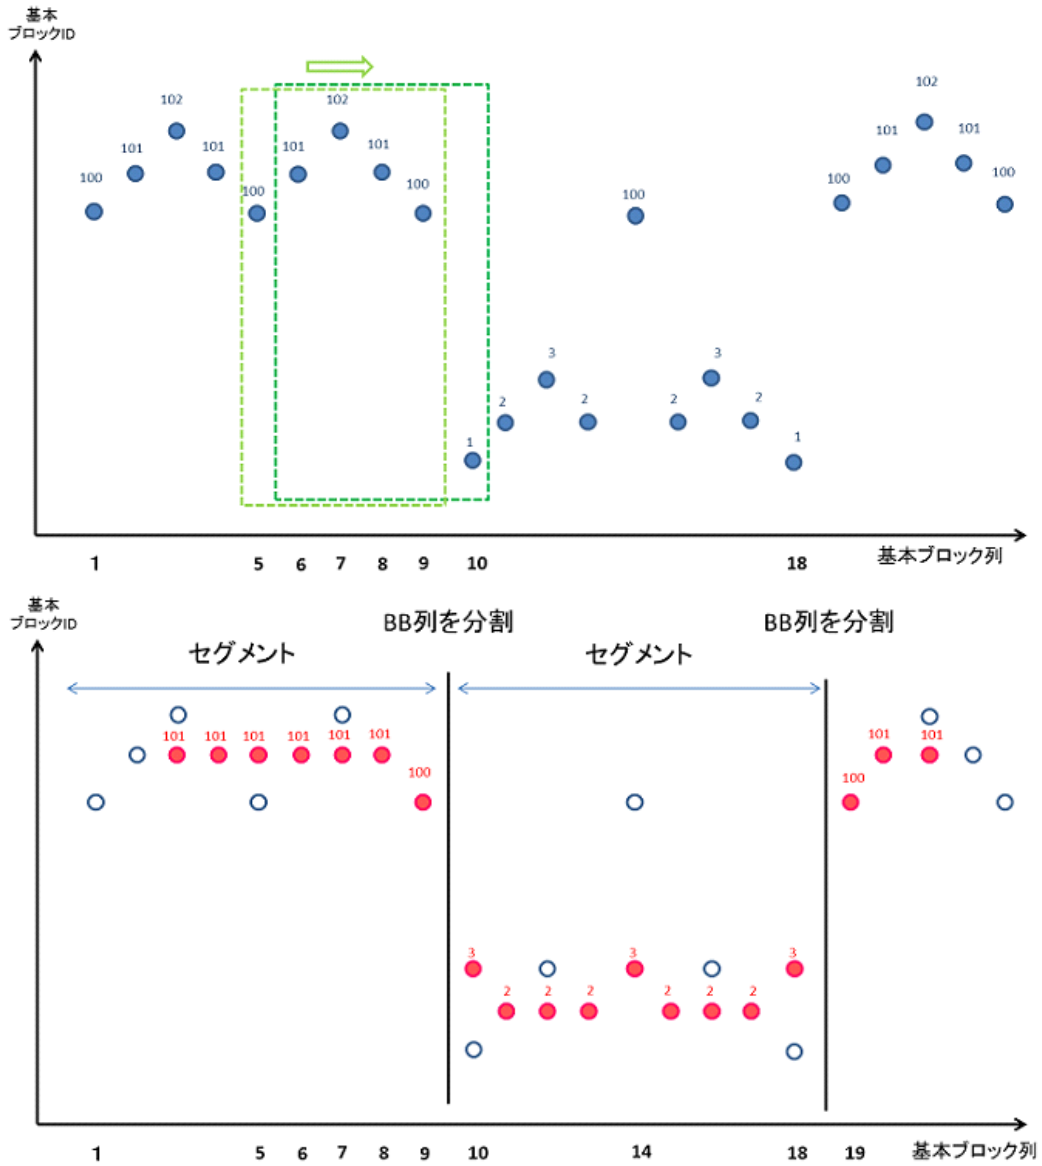 基本
ブロックID
102 102 102
101 101 101 101 101 101
100 100 100 100 100 100
3 3
2 2 2 2
1 1
1 5 6 7 8 9 10 18
基本ブロック列
基本
ブロックID
BB列を分割 BB列を分割
セグメント セグメント
101 101 101 101 101 101 101 101
100 100
3 3 3
2 2 2 2 2 2
1 5 6 7 8 9 10 14 18 19 基本ブロック列